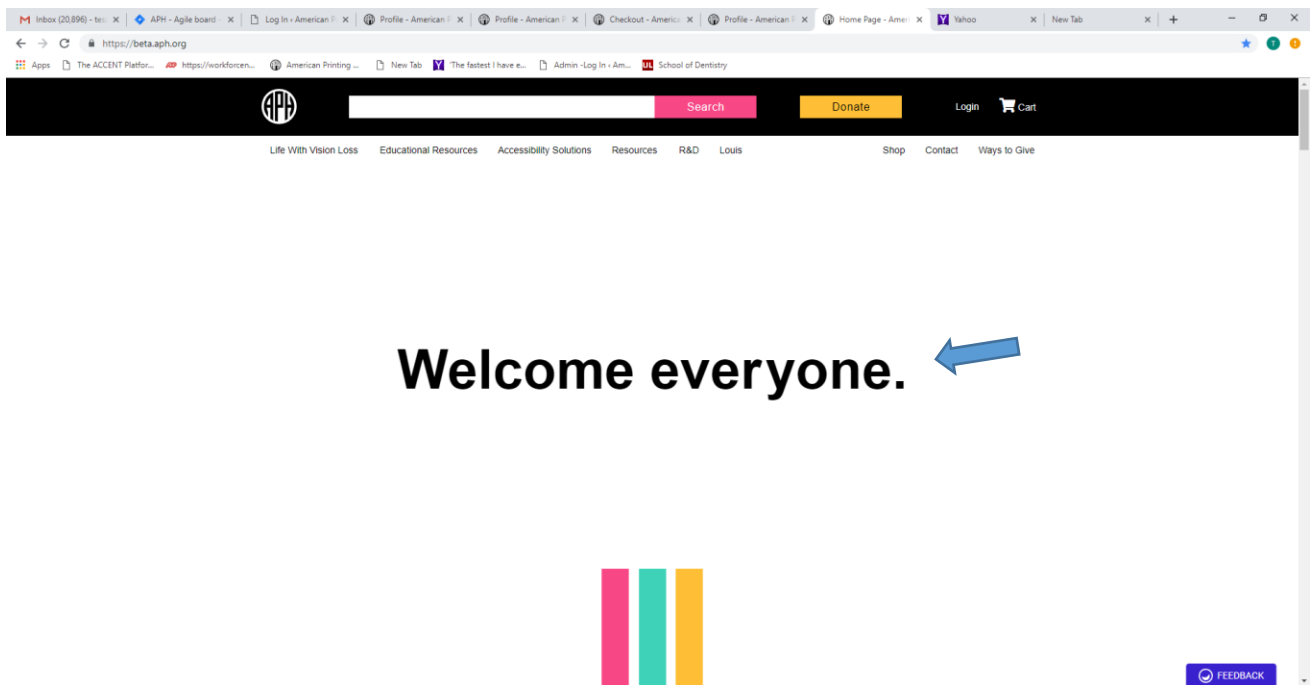 Inbox (20,896) - tes
APH - Agile board -
Log In ‹ American P
Profile - American P
Profile - American P
Checkout - America
Profile - American P
Home Page - Amer
Yahoo
New Tab
https://beta.aph.org
Apps
The ACCENT Platfor...
https://workforcen...
American Printing ...
New Tab
'The fastest I have e...
Admin -Log In ‹ Am...
UL School of Dentistry
APH
Search
Donate
Login
Cart
Life With Vision Loss
Educational Resources
Accessibility Solutions
Resources
R&D
Louis
Shop
Contact
Ways to Give
Welcome everyone.
FEEDBACK